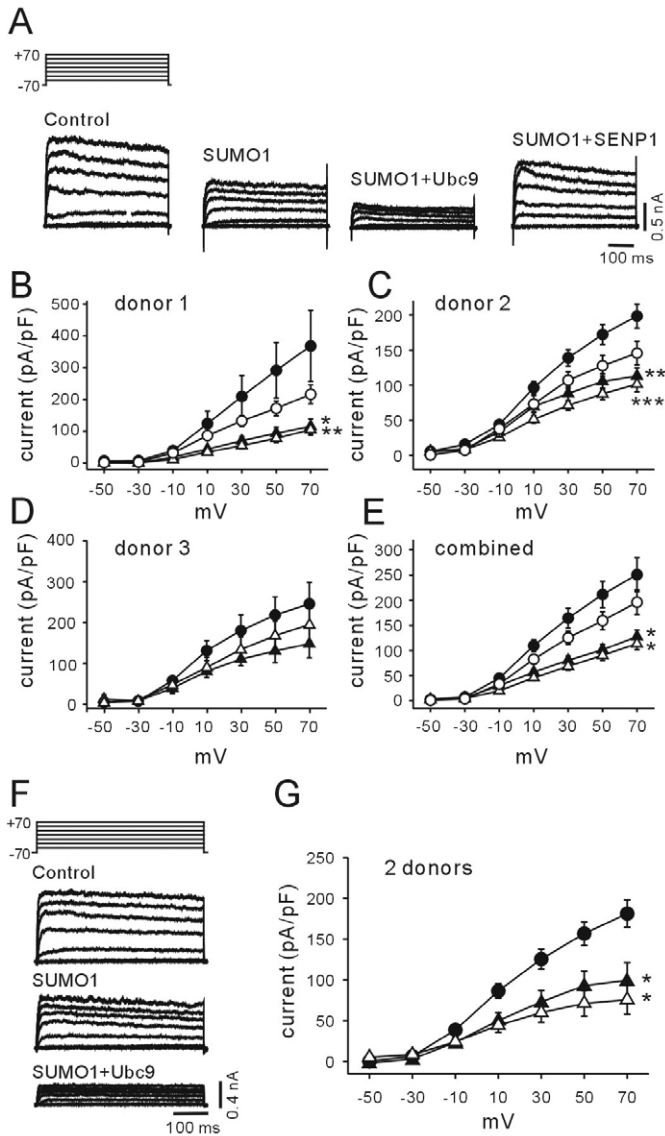 A
+70
-70
Control
SUMO1
SUMO1+Ubc9
SUMO1+SENP1
0.5 nA
100 ms
B
donor 1
current (pA/pF)
500
400
300
200
100
0
*
**
-50 -30 -10 10 30 50 70
mV
C
donor 2
current (pA/pF)
200
150
100
50
0
**
***
-50 -30 -10 10 30 50 70
mV
D
donor 3
current (pA/pF)
400
300
200
100
0
-50 -30 -10 10 30 50 70
mV
E
combined
current (pA/pF)
300
250
200
150
100
50
0
*
*
-50 -30 -10 10 30 50 70
mV
F
+70
-70
Control
SUMO1
SUMO1+Ubc9
0.4 nA
100 ms
G
2 donors
current (pA/pF)
250
200
150
100
50
0
*
*
-50 -30 -10 10 30 50 70
mV